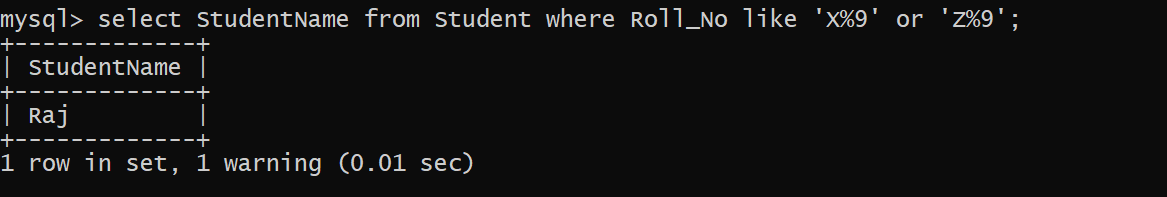 mysql> select StudentName from Student where Roll_No like 'X%9' or 'Z%9';
+-------------+
| StudentName |
+-------------+
| Raj         |
+-------------+
1 row in set, 1 warning (0.01 sec)